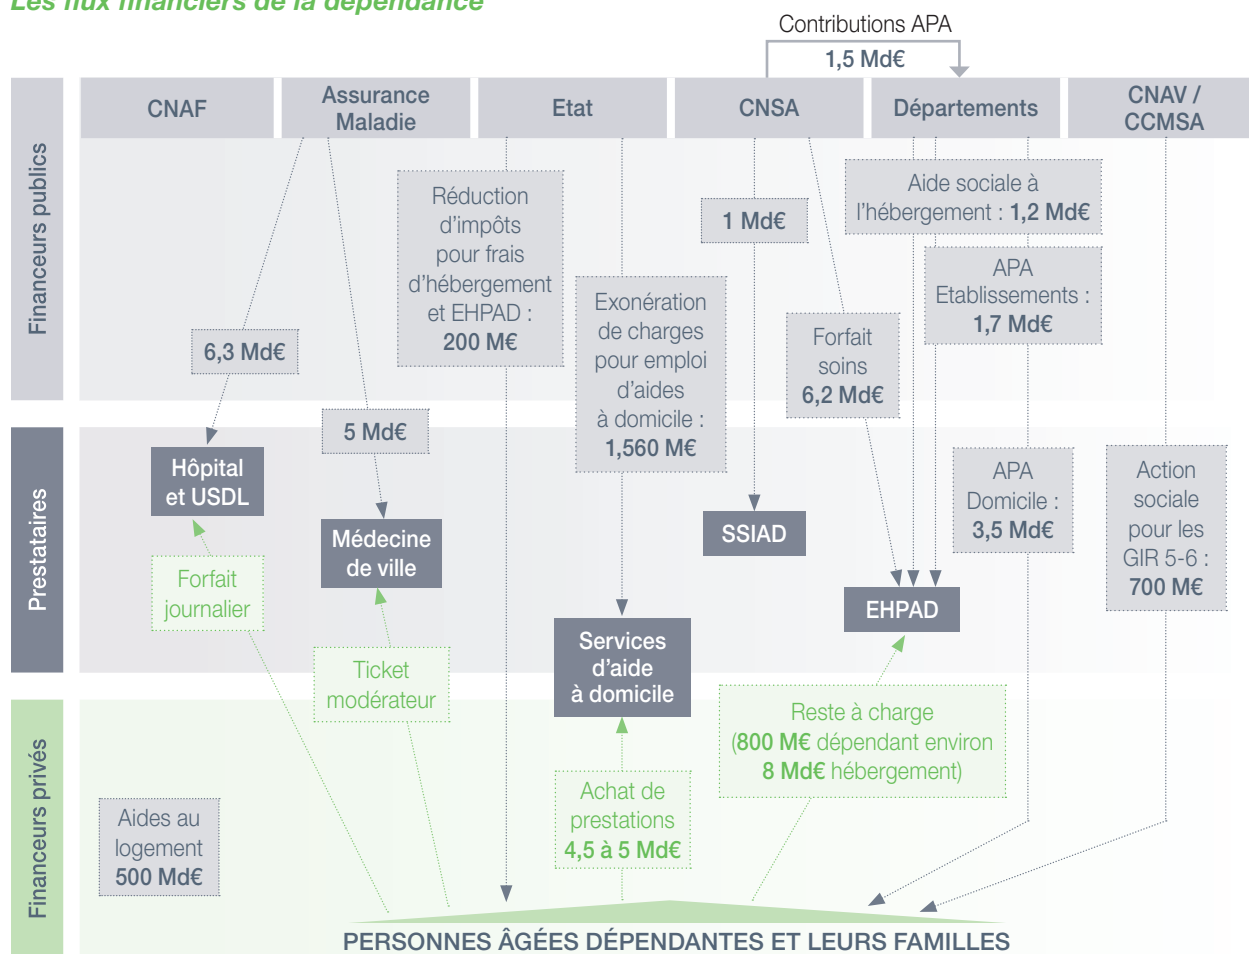 Les flux financiers de la dépendance
Contributions APA
1,5 Md€
CNAF
Assurance
Maladie
Etat
CNSA
Départements
CNAV /
CCMSA
Financeurs publics
Réduction
d'impôts
pour frais
d'hébergement
et EHPAD :
200 M€
Aide sociale à
l'hébergement : 1,2 Md€
1 Md€
APA
Etablissements :
1,7 Md€
Exonération
de charges
pour emploi
d'aides
à domicile :
1,560 M€
Forfait
soins
6,2 Md€
6,3 Md€
5 Md€
Prestataires
Hôpital
et USDL
Médecine
de ville
SSIAD
APA
Domicile :
3,5 Md€
Action
sociale
pour les
GIR 5-6 :
700 M€
Forfait
journalier
EHPAD
Services
d'aide
à domicile
Ticket
modérateur
Reste à charge
(800 M€ dépendant environ
8 Md€ hébergement)
Financeurs privés
Achat de
prestations
4,5 à 5 Md€
Aides au
logement
500 Md€
PERSONNES ÂGÉES DÉPENDANTES ET LEURS FAMILLES